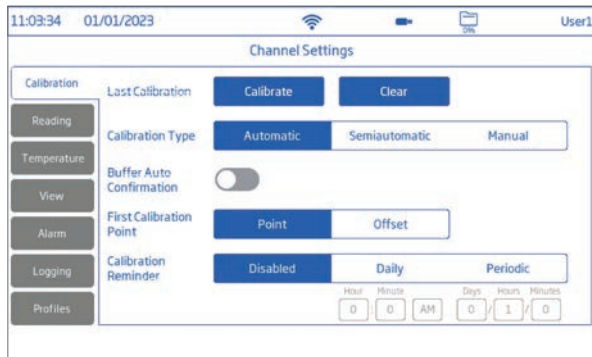 11:03:34 01/01/2023 0% User1
Channel Settings
Calibration
Last Calibration Calibrate Clear
Reading
Calibration Type Automatic Semiautomatic Manual
Temperature
Buffer Auto
Confirmation
View
First Calibration
Point Point Offset
Alarm
Calibration
Reminder Disabled Daily Periodic
Logging
Hour Minute Days Hours Minutes
0 : 0 AM 0 / 1 / 0
Profiles